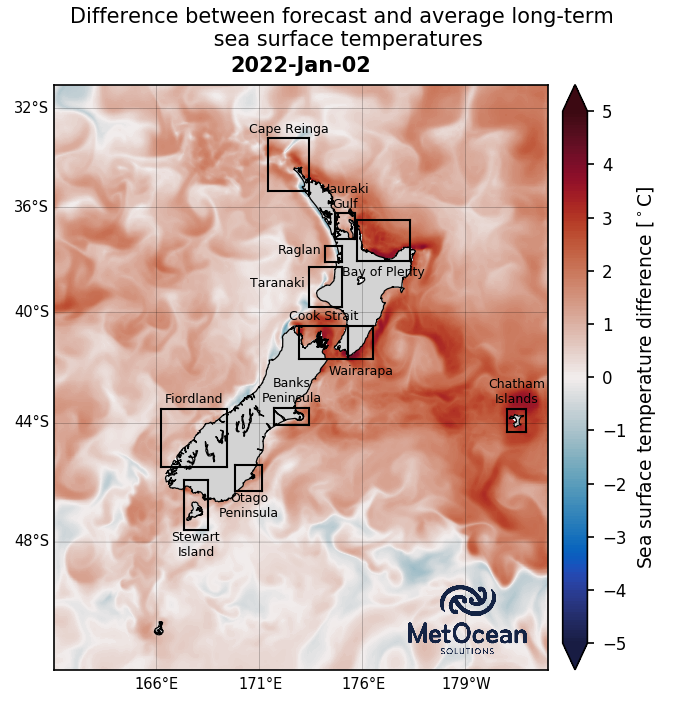 Difference between forecast and average long-term
sea surface temperatures
2022-Jan-02
32°S
36°S
40°S
44°S
48°S
Cape Reinga
Hauraki
Gulf
Raglan
Bay of Plenty
Taranaki
Cook Strait
Wairarapa
Banks
Peninsula
Chatham
Islands
Fiordland
Otago
Peninsula
Stewart
Island
MetOcean
SOLUTIONS
166°E
171°E
176°E
179°W
5
4
3
2
1
0
−1
−2
−3
−4
−5
Sea surface temperature difference [°C]